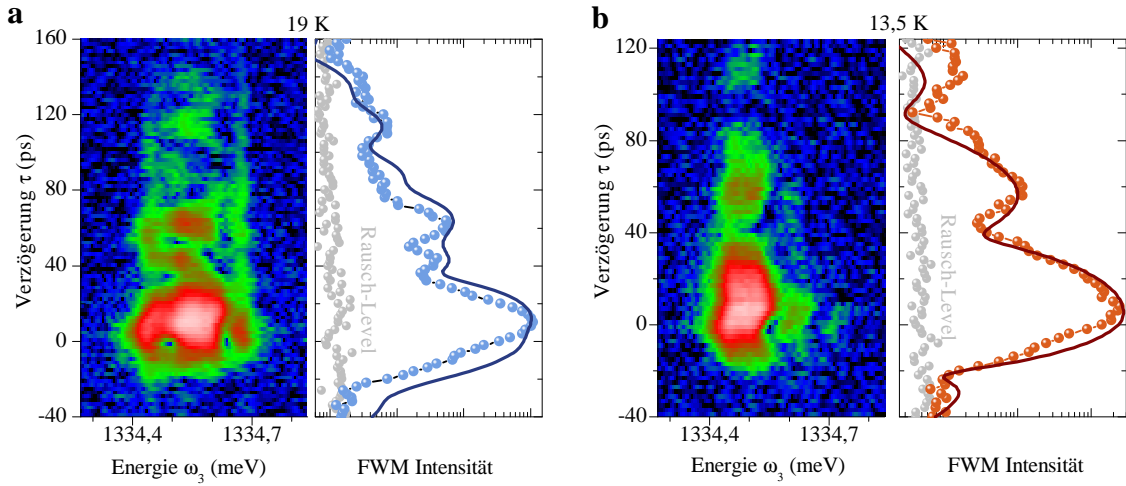 a
19 K
160
120
80
40
0
-40
Verzögerung τ (ps)
1334,4
1334,7
Energie ω3 (meV)
Rausch-Level
FWM Intensität
b
13,5 K
120
80
40
0
-40
Verzögerung τ (ps)
1334,4
1334,7
Energie ω3 (meV)
Rausch-Level
FWM Intensität